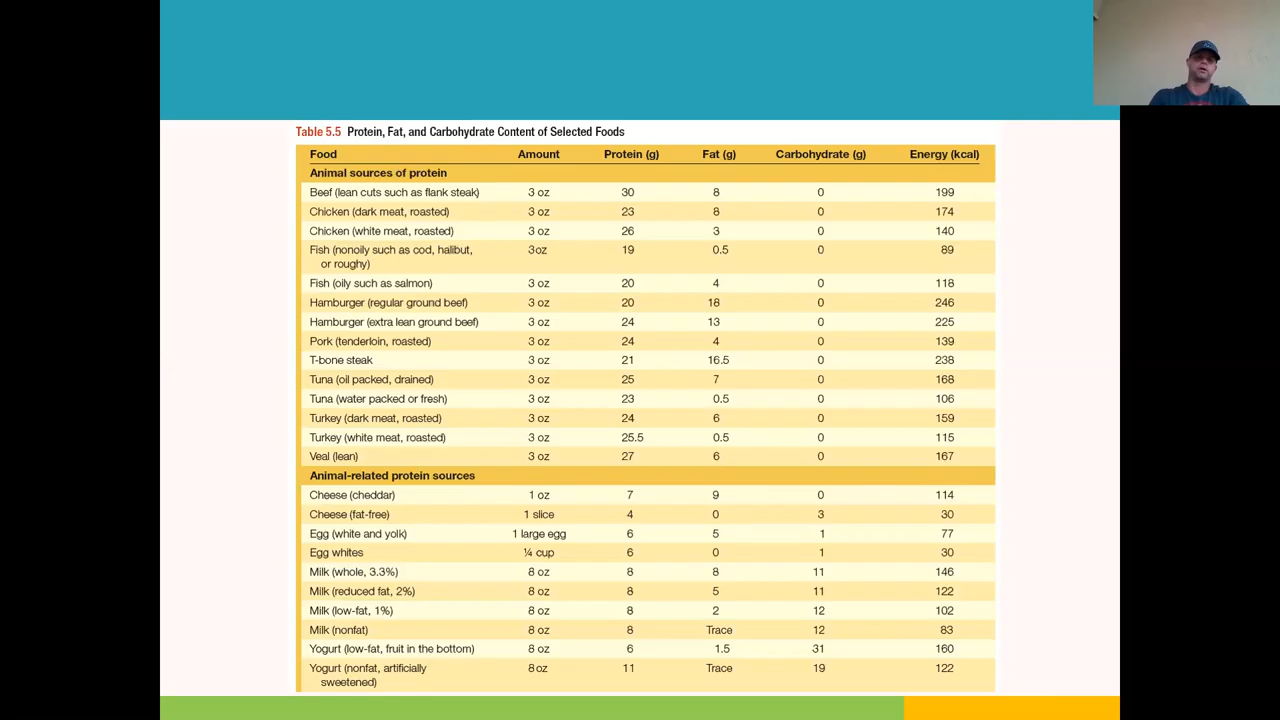 Table 5.5 Protein, Fat, and Carbohydrate Content of Selected Foods
Food Amount Protein (g) Fat (g) Carbohydrate (g) Energy (kcal)
Animal sources of protein
Beef (lean cuts such as flank steak) 3 oz 30 8 0 199
Chicken (dark meat, roasted) 3 oz 23 8 0 174
Chicken (white meat, roasted) 3 oz 26 3 0 140
Fish (nonoily such as cod, halibut, 3oz 19 0.5 0 89
or roughy)
Fish (oily such as salmon) 3 oz 20 4 0 118
Hamburger (regular ground beef) 3 oz 20 18 0 246
Hamburger (extra lean ground beef) 3 oz 24 13 0 225
Pork (tenderloin, roasted) 3 oz 24 4 0 139
T-bone steak 3 oz 21 16.5 0 238
Tuna (oil packed, drained) 3 oz 25 7 0 168
Tuna (water packed or fresh) 3 oz 23 0.5 0 106
Turkey (dark meat, roasted) 3 oz 24 6 0 159
Turkey (white meat, roasted) 3 oz 25.5 0.5 0 115
Veal (lean) 3 oz 27 6 0 167
Animal-related protein sources
Cheese (cheddar) 1 oz 7 9 0 114
Cheese (fat-free) 1 slice 4 0 3 30
Egg (white and yolk) 1 large egg 6 5 1 77
Egg whites ¼ cup 6 0 1 30
Milk (whole, 3.3%) 8 oz 8 8 11 146
Milk (reduced fat, 2%) 8 oz 8 5 11 122
Milk (low-fat, 1%) 8 oz 8 2 12 102
Milk (nonfat) 8 oz 8 Trace 12 83
Yogurt (low-fat, fruit in the bottom) 8 oz 6 1.5 31 160
Yogurt (nonfat, artificially 8 oz 11 Trace 19 122
sweetened)